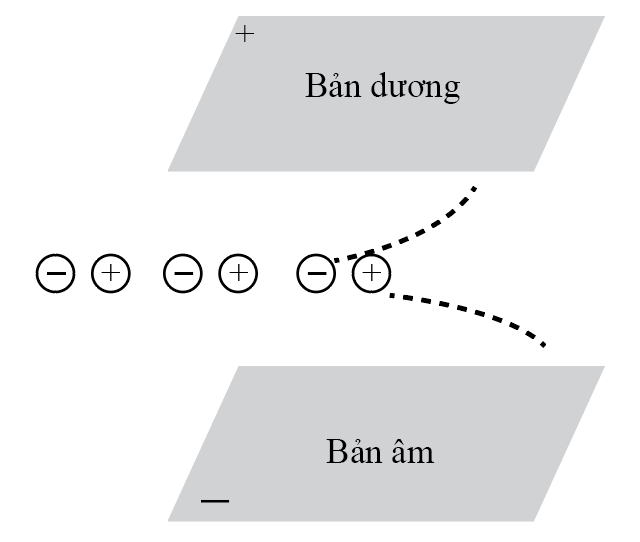 +
Bản dương
− + − + − +
Bản âm
−